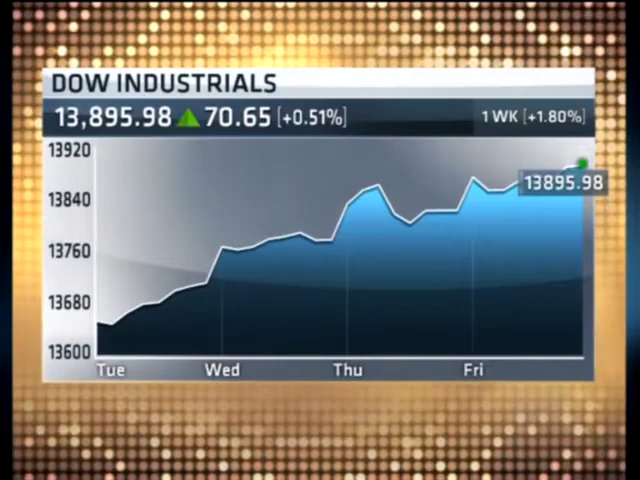 DOW INDUSTRIALS
13,895.98 ▲ 70.65 [+0.51%] 1 WK [+1.80%]
13920
13840
13760
13680
13600
13895.98
Tue Wed Thu Fri